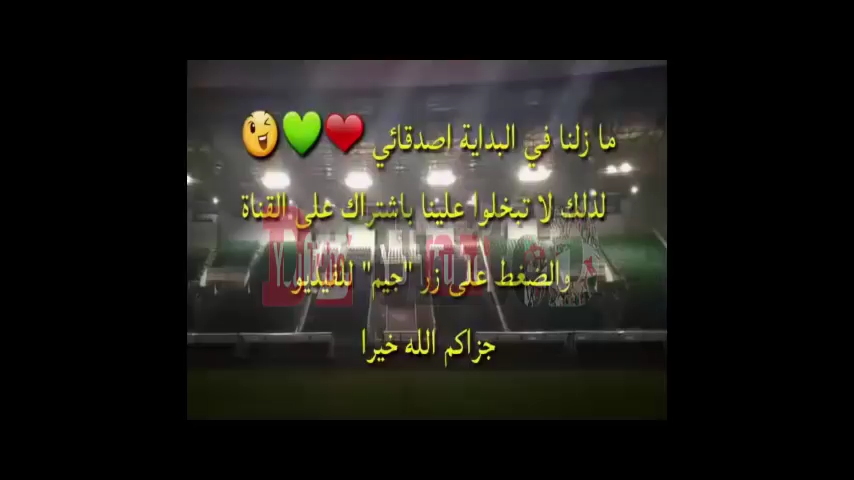 ما زلنا في البداية اصدقائي ❤️💚😉
لذلك لا تبخلوا علينا باشتراك على القناة
والضغط على زر "جيم" للفيديو
جزاكم الله خيرا